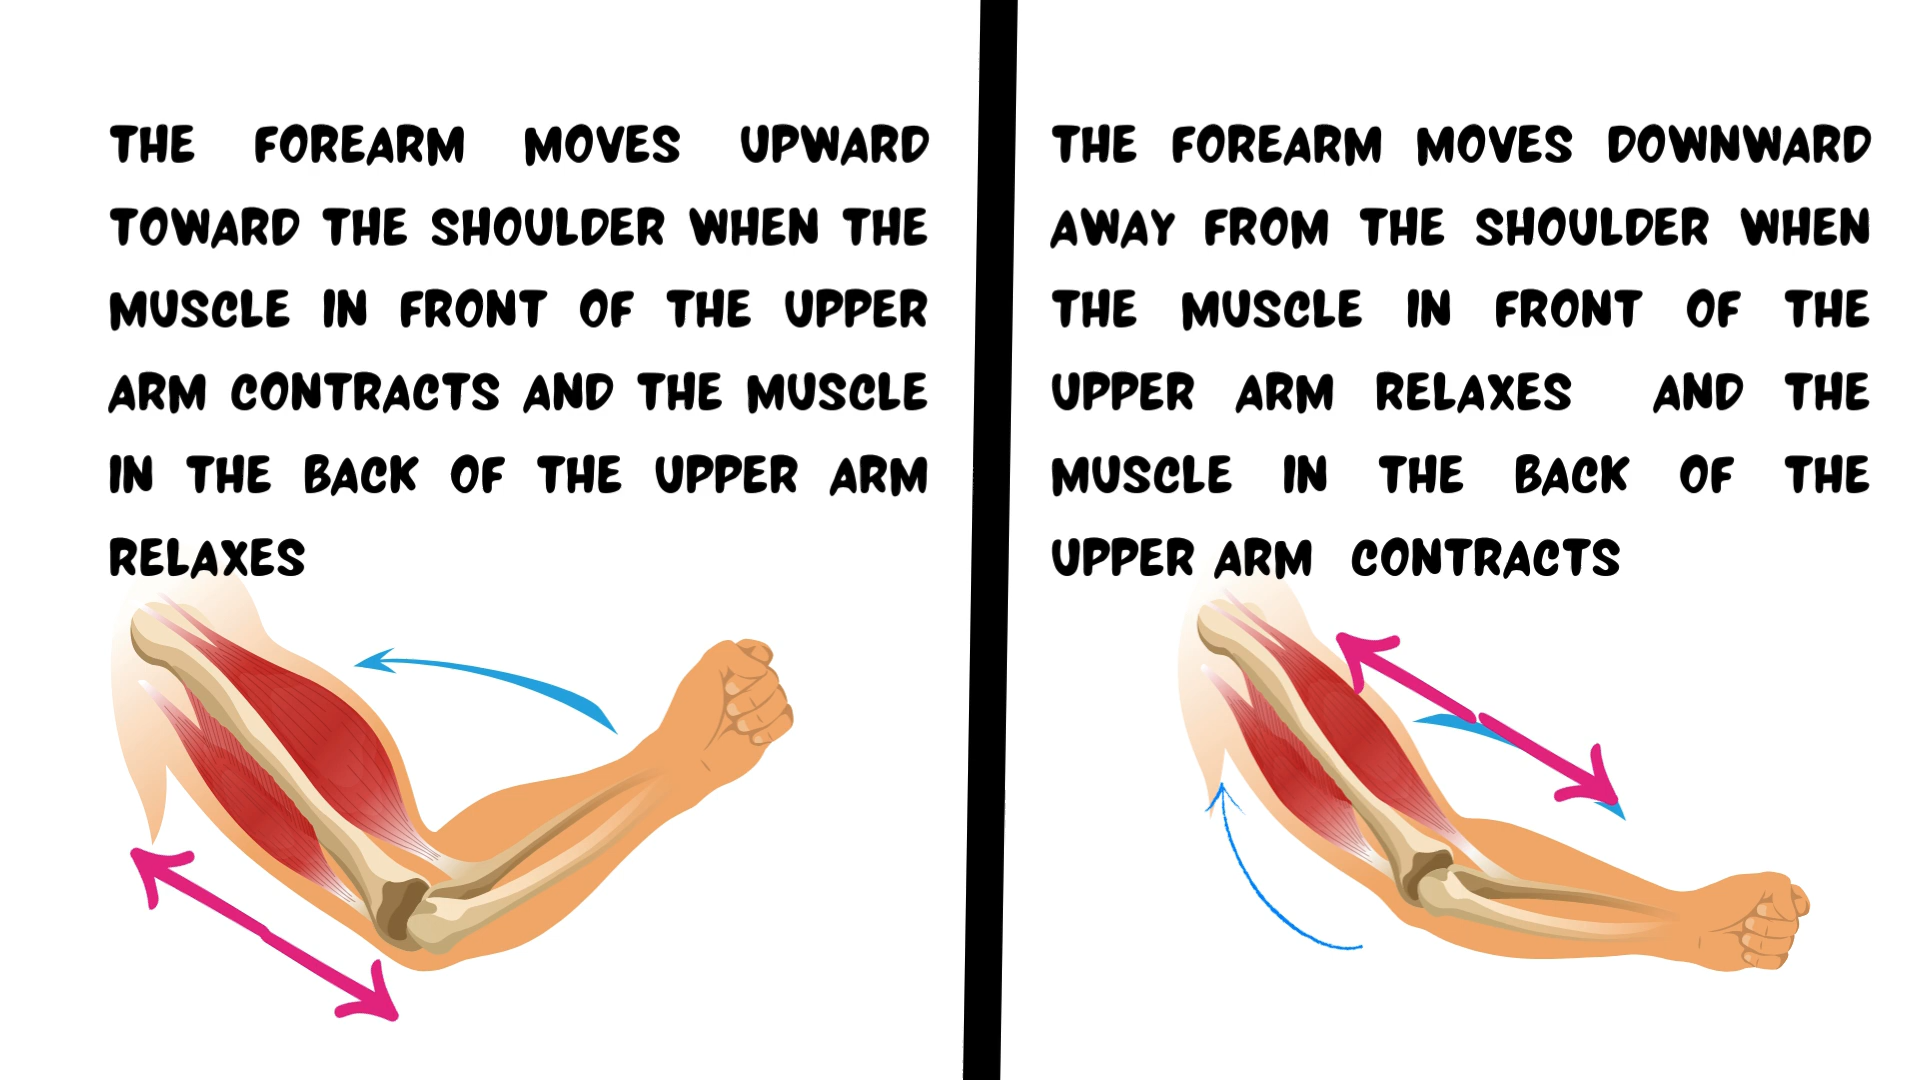 THE FOREARM MOVES UPWARD
TOWARD THE SHOULDER WHEN THE
MUSCLE IN FRONT OF THE UPPER
ARM CONTRACTS AND THE MUSCLE
IN THE BACK OF THE UPPER ARM
RELAXES
THE FOREARM MOVES DOWNWARD
AWAY FROM THE SHOULDER WHEN
THE MUSCLE IN FRONT OF THE
UPPER ARM RELAXES AND THE
MUSCLE IN THE BACK OF THE
UPPER ARM CONTRACTS